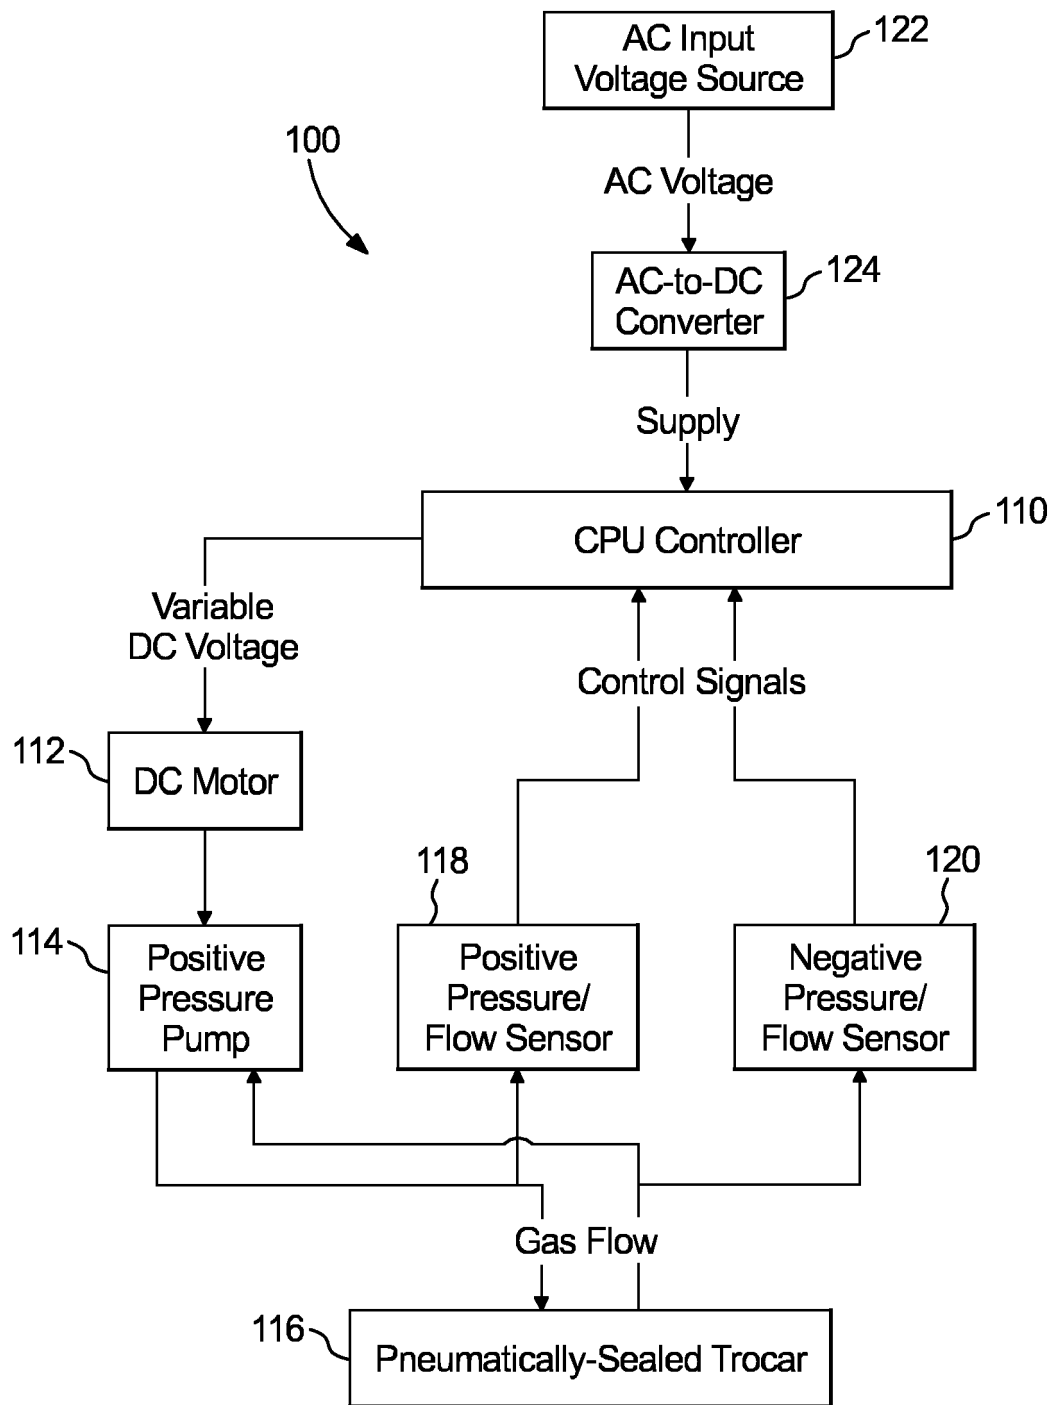 AC Input
Voltage Source
122
100
AC Voltage
AC-to-DC
Converter
124
Supply
CPU Controller
110
Variable
DC Voltage
Control Signals
112
DC Motor
118
120
114
Positive
Pressure
Pump
Positive
Pressure/
Flow Sensor
Negative
Pressure/
Flow Sensor
Gas Flow
116
Pneumatically-Sealed Trocar